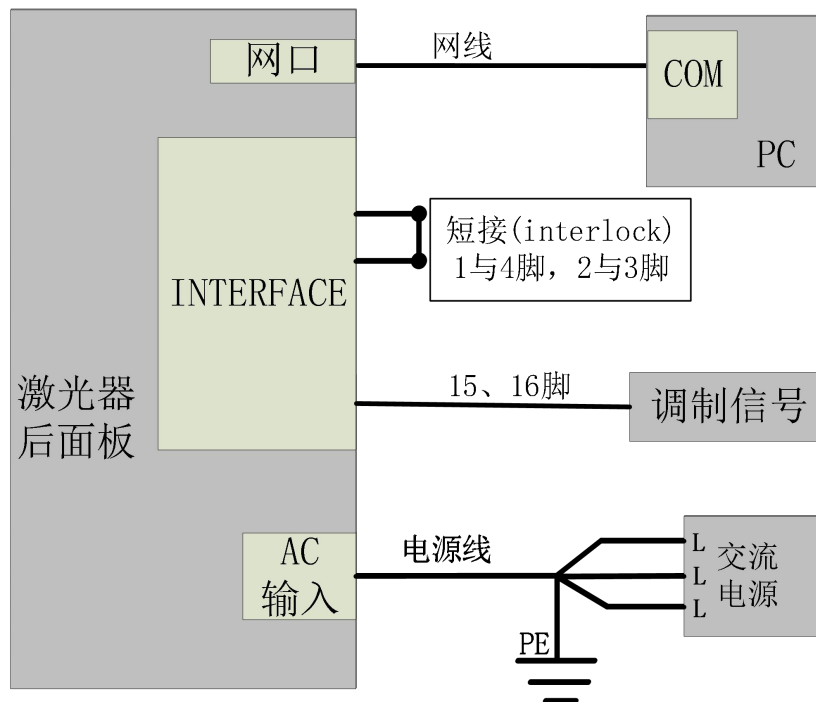 网口
网线
COM
PC
短接(interlock)
1与4脚，2与3脚
INTERFACE
15、16脚
调制信号
激光器
后面板
AC
输入
电源线
L
L
L
交流
电源
PE